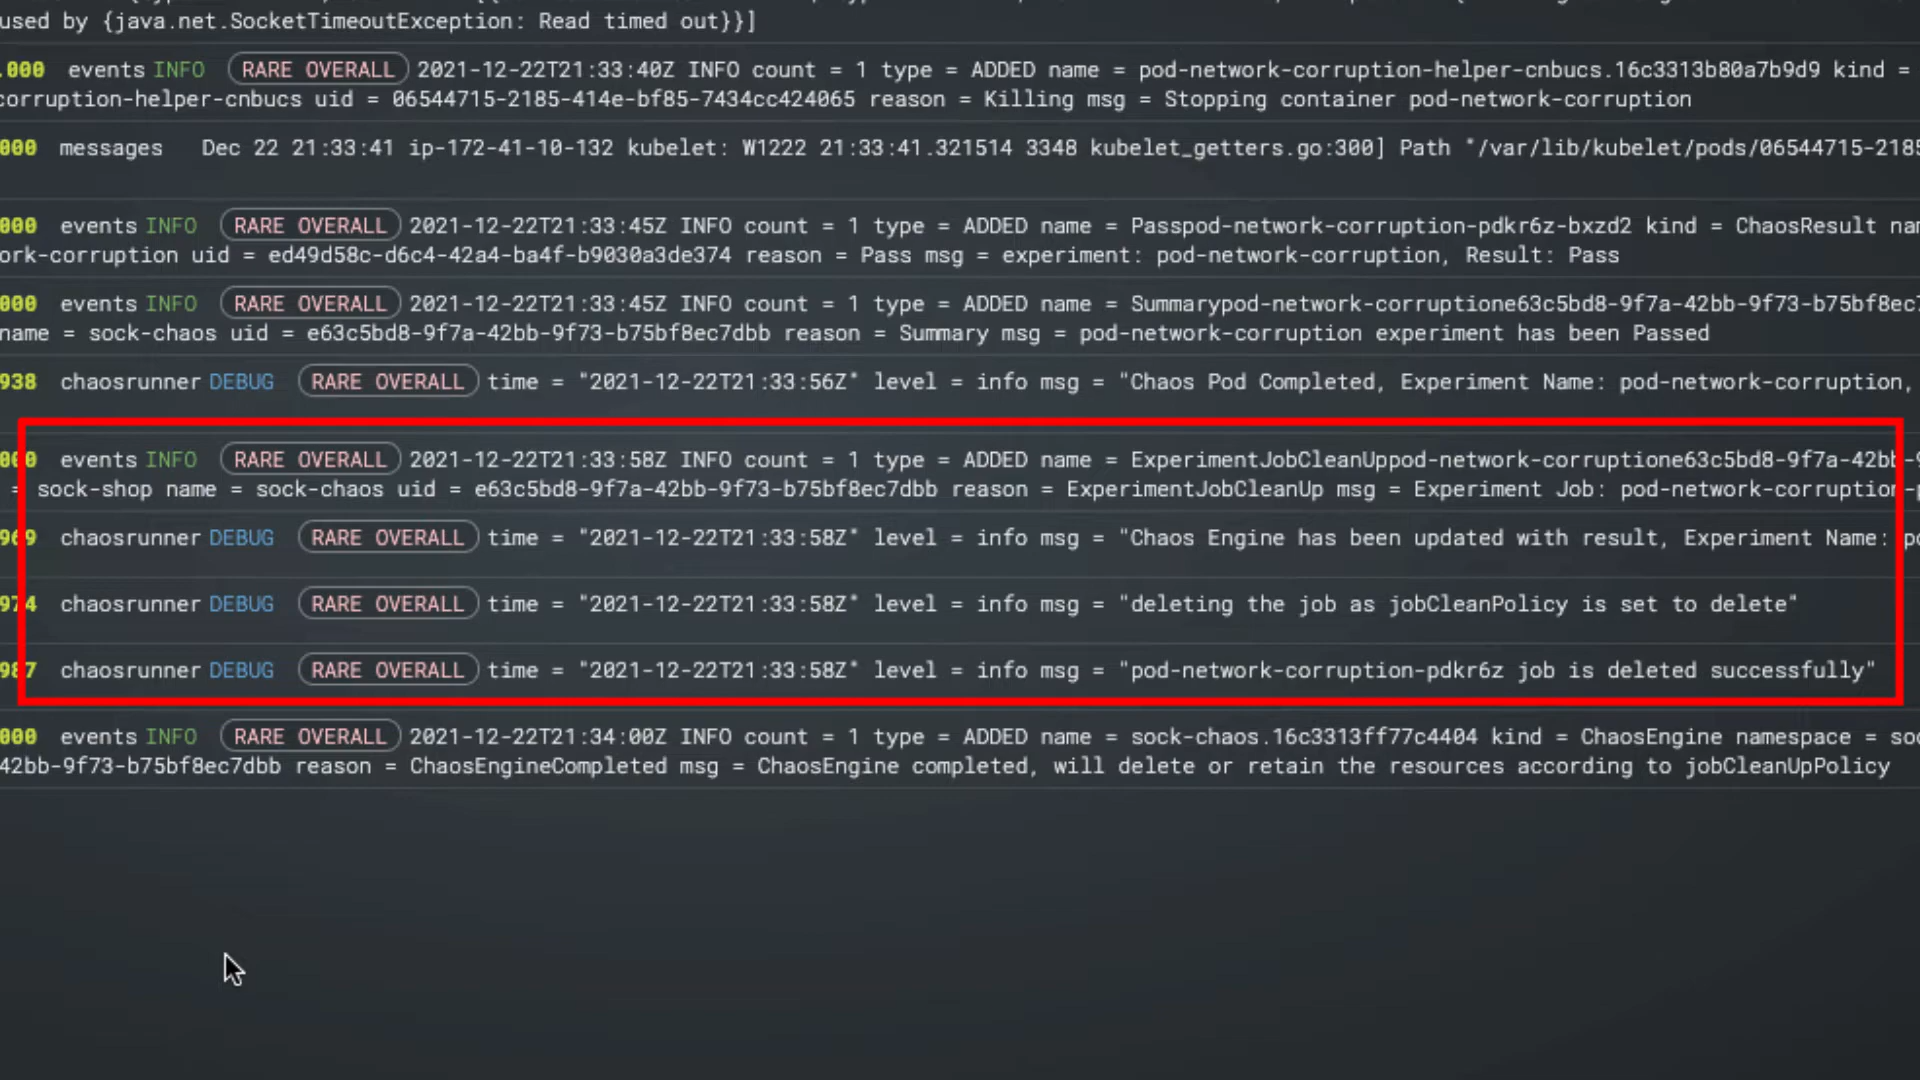 used by {java.net.SocketTimeoutException: Read timed out}}]
.000 events INFO RARE OVERALL 2021-12-22T21:33:40Z INFO count = 1 type = ADDED name = pod-network-corruption-helper-cnbucs.16c3313b80a7b9d9 kind =
corruption-helper-cnbucs uid = 06544715-2185-414e-bf85-7434cc424065 reason = Killing msg = Stopping container pod-network-corruption
000 messages Dec 22 21:33:41 ip-172-41-10-132 kubelet: W1222 21:33:41.321514 3348 kubelet_getters.go:300] Path "/var/lib/kubelet/pods/06544715-2185
000 events INFO RARE OVERALL 2021-12-22T21:33:45Z INFO count = 1 type = ADDED name = Passpod-network-corruption-pdkr6z-bxzd2 kind = ChaosResult nam
ork-corruption uid = ed49d58c-d6c4-42a4-ba4f-b9030a3de374 reason = Pass msg = experiment: pod-network-corruption, Result: Pass
000 events INFO RARE OVERALL 2021-12-22T21:33:45Z INFO count = 1 type = ADDED name = Summarypod-network-corruptione63c5bd8-9f7a-42bb-9f73-b75bf8ec7
name = sock-chaos uid = e63c5bd8-9f7a-42bb-9f73-b75bf8ec7dbb reason = Summary msg = pod-network-corruption experiment has been Passed
938 chaosrunner DEBUG RARE OVERALL time = "2021-12-22T21:33:56Z" level = info msg = "Chaos Pod Completed, Experiment Name: pod-network-corruption,
000 events INFO RARE OVERALL 2021-12-22T21:33:58Z INFO count = 1 type = ADDED name = ExperimentJobCleanUppod-network-corruptione63c5bd8-9f7a-42bb-9
= sock-shop name = sock-chaos uid = e63c5bd8-9f7a-42bb-9f73-b75bf8ec7dbb reason = ExperimentJobCleanUp msg = Experiment Job: pod-network-corruption-p
969 chaosrunner DEBUG RARE OVERALL time = "2021-12-22T21:33:58Z" level = info msg = "Chaos Engine has been updated with result, Experiment Name: po
974 chaosrunner DEBUG RARE OVERALL time = "2021-12-22T21:33:58Z" level = info msg = "deleting the job as jobCleanPolicy is set to delete"
987 chaosrunner DEBUG RARE OVERALL time = "2021-12-22T21:33:58Z" level = info msg = "pod-network-corruption-pdkr6z job is deleted successfully"
000 events INFO RARE OVERALL 2021-12-22T21:34:00Z INFO count = 1 type = ADDED name = sock-chaos.16c3313ff77c4404 kind = ChaosEngine namespace = soc
42bb-9f73-b75bf8ec7dbb reason = ChaosEngineCompleted msg = ChaosEngine completed, will delete or retain the resources according to jobCleanUpPolicy